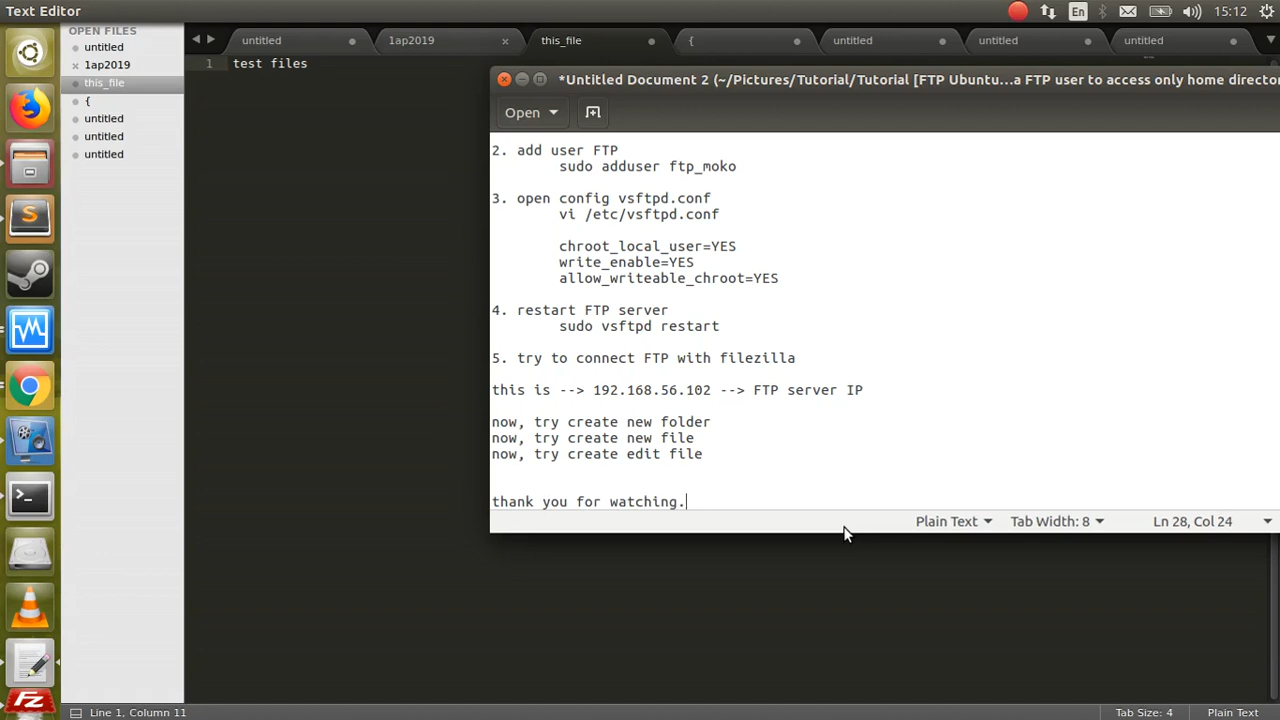 Text Editor
En
15:12
OPEN FILES
untitled
1ap2019
this_file
{
untitled
untitled
untitled
untitled
1ap2019
this_file
{
untitled
untitled
untitled
1 test files
*Untitled Document 2 (~/Pictures/Tutorial/Tutorial [FTP Ubuntu...a FTP user to access only home director
Open
2. add user FTP
sudo adduser ftp_moko
3. open config vsftpd.conf
vi /etc/vsftpd.conf
chroot_local_user=YES
write_enable=YES
allow_writeable_chroot=YES
4. restart FTP server
sudo vsftpd restart
5. try to connect FTP with filezilla
this is --> 192.168.56.102 --> FTP server IP
now, try create new folder
now, try create new file
now, try create edit file
thank you for watching.
Plain Text
Tab Width: 8
Ln 28, Col 24
Fz
Line 1, Column 11
Tab Size: 4
Plain Text